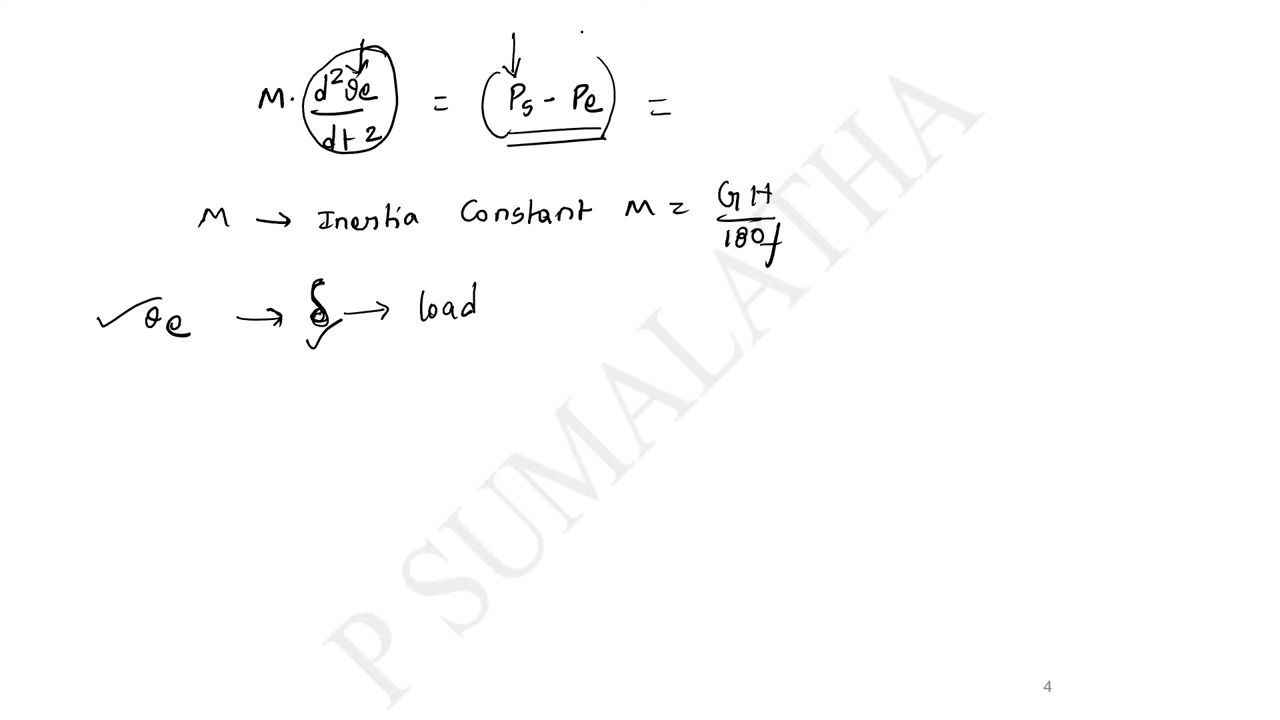 M. d²θe/dt2 = (Ps - Pe) =
M → Inertia Constant M = GH/180f
✓θe → δ → load
P SUMALATHA
4